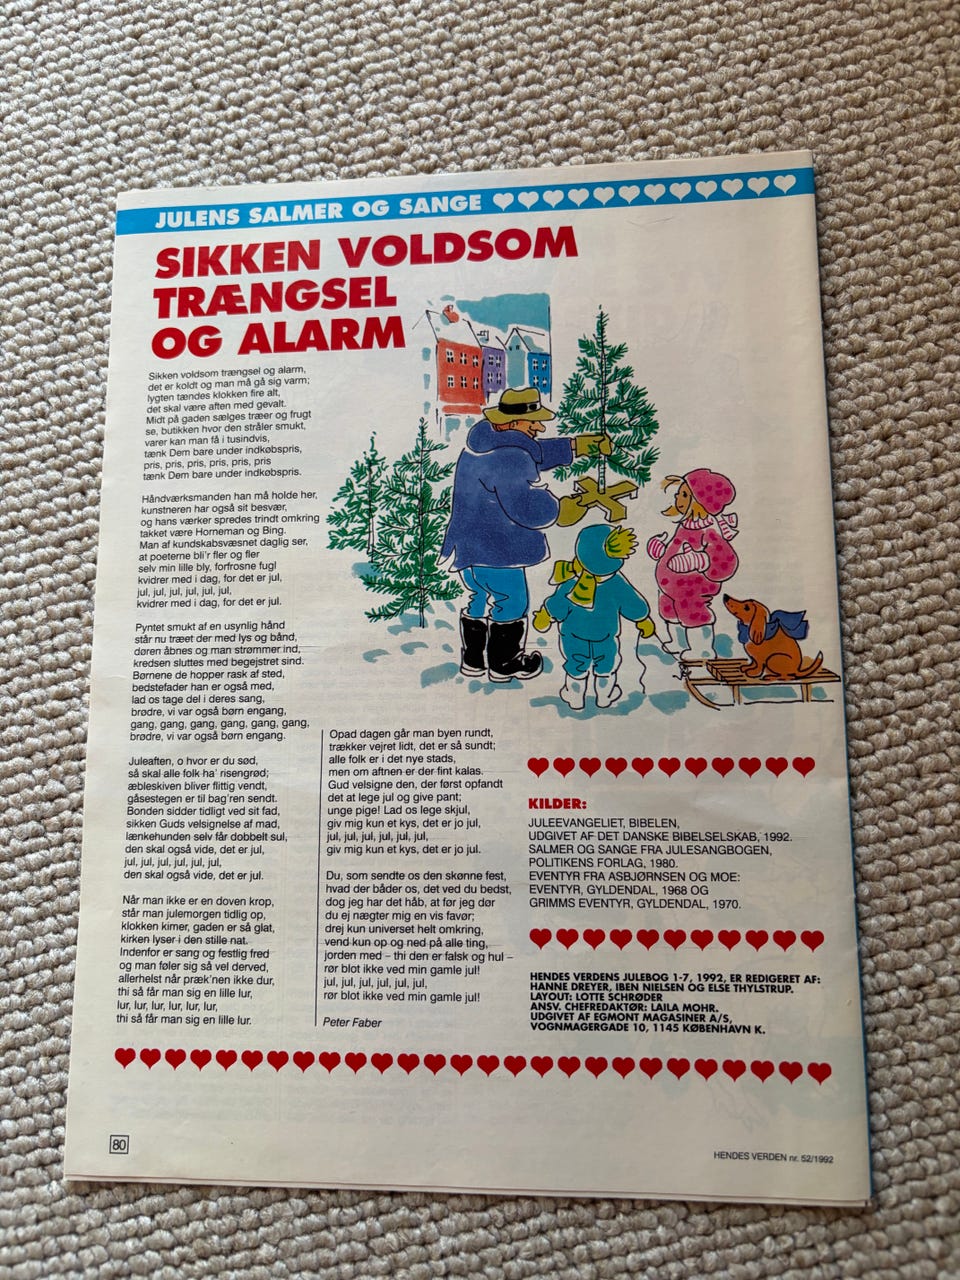 JULENS SALMER OG SANGE
SIKKEN VOLDSOM
TRÆNGSEL
OG ALARM
Sikken voldsom trængsel og alarm,
det er koldt og man må gå sig varm;
lygten tændes klokken fire alt,
det skal være aften med gevalt.
Midt på gaden sælges træer og frugt
se, butikken hvor den stråler smukt,
varer kan man få i tusindvis,
tænk Dem bare under indkøbspris,
pris, pris, pris, pris, pris, pris
tænk Dem bare under indkøbspris.
Håndværksmanden han må holde her,
kunstneren har også sit besvær,
og hans værker spredes trindt omkring
takket være Horneman og Bing.
Man af kundskabsvæsnet daglig ser,
at poeterne bli'r fler og fler
selv min lille bly, forfrosne fugl
kvidrer med i dag, for det er jul,
jul, jul, jul, jul, jul, jul,
kvidrer med i dag, for det er jul.
Pyntet smukt af en usynlig hånd
står nu træet der med lys og bånd,
døren åbnes og man strømmer ind,
kredsen sluttes med begejstret sind.
Børnene de hopper rask af sted,
bedstefader han er også med,
lad os tage del i deres sang,
brødre, vi var også børn engang,
gang, gang, gang, gang, gang, gang,
brødre, vi var også børn engang.
Juleaften, o hvor er du sød,
så skal alle folk ha' risengrød;
æbleskiven bliver flittig vendt,
gåsestegen er til bag'ren sendt.
Bonden sidder tidligt ved sit fad,
sikken Guds velsignelse af mad,
lænkehunden selv får dobbelt sul,
den skal også vide, det er jul,
jul, jul, jul, jul, jul, jul,
den skal også vide, det er jul.
Når man ikke er en doven krop,
står man julemorgen tidlig op,
klokken kimer, gaden er så glat,
kirken lyser i den stille nat.
Indenfor er sang og festlig fred
og man føler sig så vel derved,
allerhelst når præk'nen ikke dur,
thi så får man sig en lille lur,
lur, lur, lur, lur, lur, lur,
thi så får man sig en lille lur.
Opad dagen går man byen rundt,
trækker vejret lidt, det er så sundt;
alle folk er i det nye stads,
men om aftnen er der fint kalas.
Gud velsigne den, der først opfandt
det at lege jul og give pant;
unge pige! Lad os lege skjul,
giv mig kun et kys, det er jo jul,
jul, jul, jul, jul, jul, jul,
giv mig kun et kys, det er jo jul.
Du, som sendte os den skønne fest,
hvad der båder os, det ved du bedst,
dog jeg har det håb, at før jeg dør
du ej nægter mig en vis favør;
drej kun universet helt omkring,
vend kun op og ned på alle ting,
jorden med – thi den er falsk og hul –
rør blot ikke ved min gamle jul!
jul, jul, jul, jul, jul, jul,
rør blot ikke ved min gamle jul!
Peter Faber
KILDER:
JULEEVANGELIET, BIBELEN,
UDGIVET AF DET DANSKE BIBELSELSKAB, 1992.
SALMER OG SANGE FRA JULESANGBOGEN,
POLITIKENS FORLAG, 1980.
EVENTYR FRA ASBJØRNSEN OG MOE:
EVENTYR, GYLDENDAL, 1968 OG
GRIMMS EVENTYR, GYLDENDAL, 1970.
HENDES VERDENS JULEBOG 1-7, 1992, ER REDIGERET AF:
HANNE DREYER, IBEN NIELSEN OG ELSE THYLSTRUP.
LAYOUT: LOTTE SCHRØDER
ANSV. CHEFREDAKTØR: LAILA MOHR.
UDGIVET AF EGMONT MAGASINER A/S,
VOGNMAGERGADE 10, 1145 KØBENHAVN K.
80
HENDES VERDEN nr. 52/1992